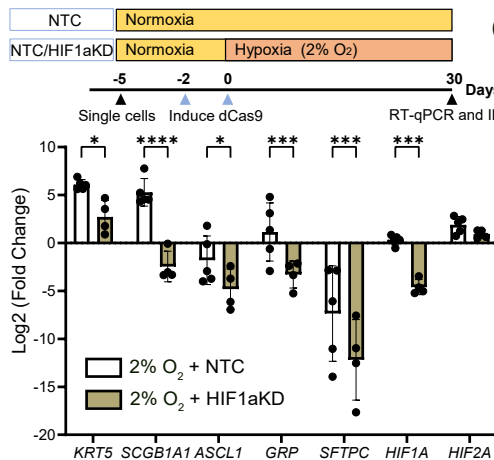 NTC Normoxia
NTC/HIF1aKD Normoxia Hypoxia (2% O₂)
-5 -2 0 30 Days
Single cells Induce dCas9 RT-qPCR and I
(
* **** * *** *** ***
Log2 (Fold Change)
10
5
0
-5
-10
-15
-20
2% O₂ + NTC
2% O₂ + HIF1aKD
KRT5 SCGB1A1 ASCL1 GRP SFTPC HIF1A HIF2A